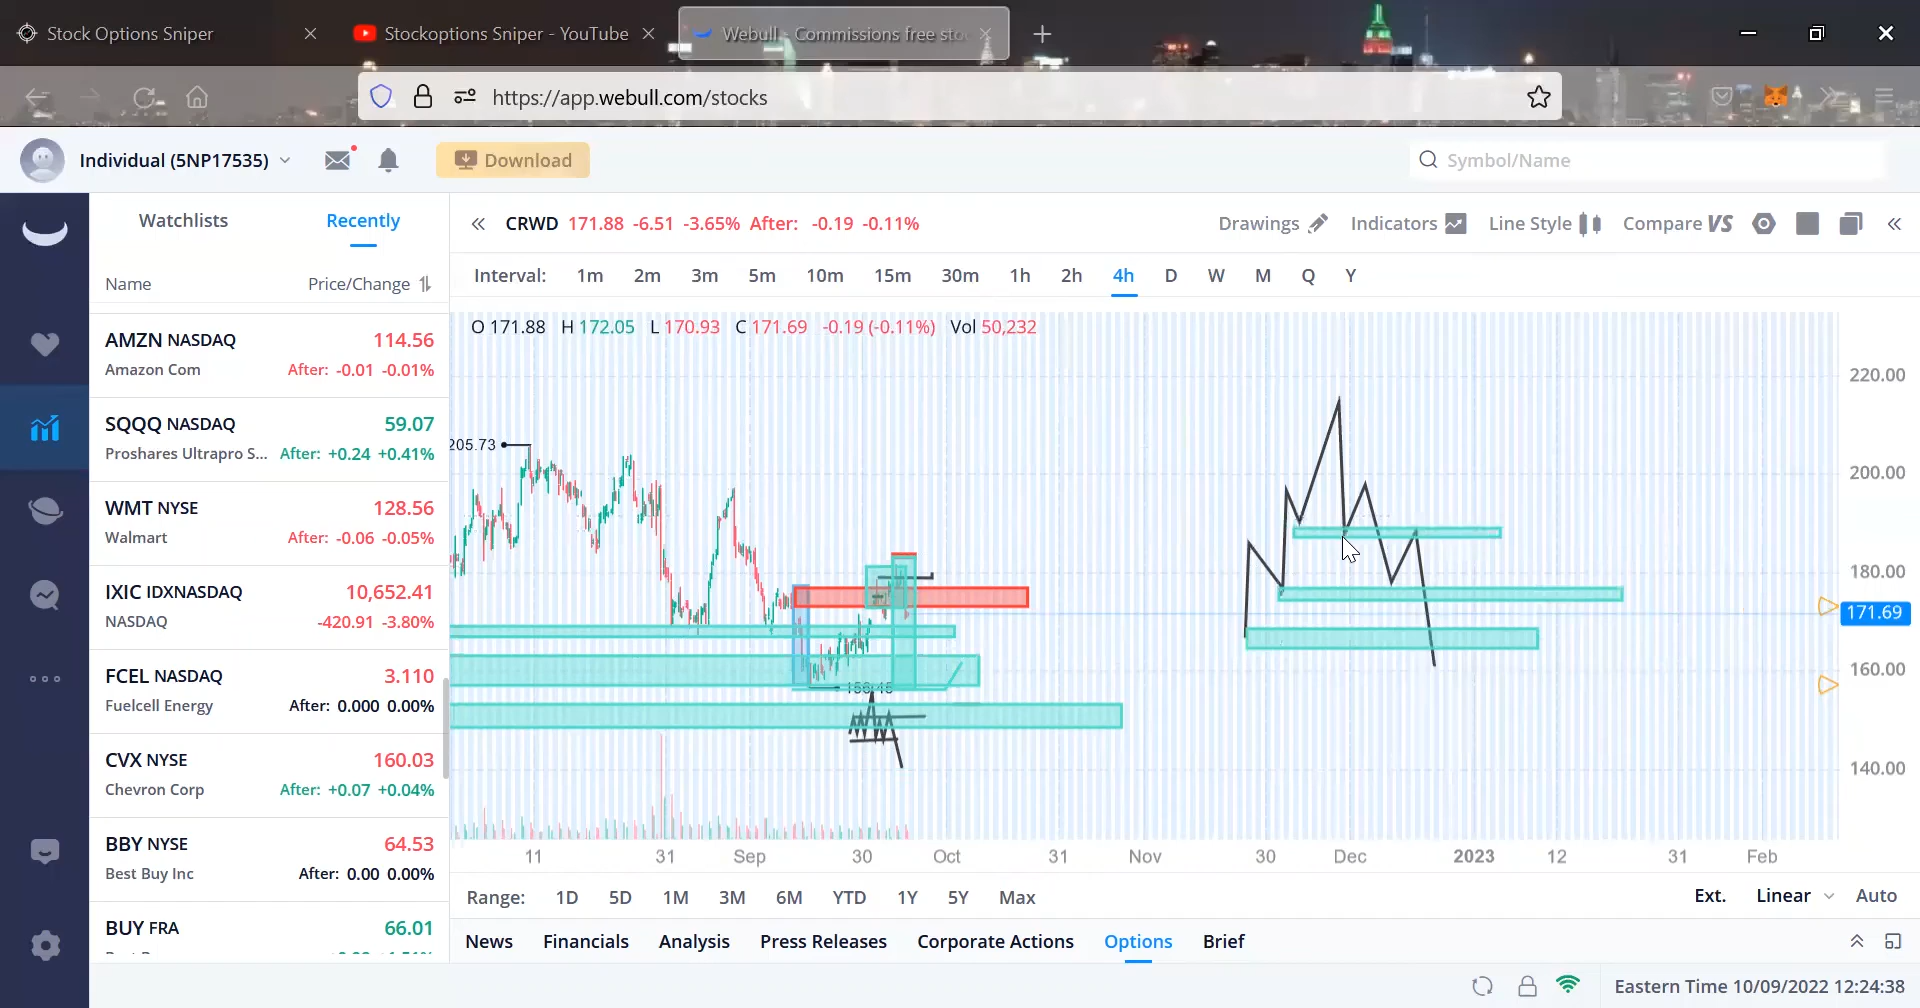 Stock Options Sniper
Stockoptions Sniper - YouTube
Webull - Commissions free sto
https://app.webull.com/stocks
Individual (5NP17535)
Download
Symbol/Name
Watchlists
Recently
CRWD 171.88 -6.51 -3.65% After: -0.19 -0.11%
Drawings
Indicators
Line Style
Compare VS
Name
Price/Change
Interval: 1m 2m 3m 5m 10m 15m 30m 1h 2h 4h D W M Q Y
O 171.88 H 172.05 L 170.93 C 171.69 -0.19 (-0.11%) Vol 50,232
AMZN NASDAQ 114.56
Amazon Com After: -0.01 -0.01%
SQQQ NASDAQ 59.07
Proshares Ultrapro S... After: +0.24 +0.41%
WMT NYSE 128.56
Walmart After: -0.06 -0.05%
IXIC IDXNASDAQ 10,652.41
NASDAQ -420.91 -3.80%
FCEL NASDAQ 3.110
Fuelcell Energy After: 0.000 0.00%
CVX NYSE 160.03
Chevron Corp After: +0.07 +0.04%
BBY NYSE 64.53
Best Buy Inc After: 0.00 0.00%
BUY FRA 66.01
205.73
220.00
200.00
180.00
171.69
160.00
140.00
11 31 Sep 30 Oct 31 Nov 30 Dec 2023 12 31 Feb
Range: 1D 5D 1M 3M 6M YTD 1Y 5Y Max
Ext. Linear Auto
News Financials Analysis Press Releases Corporate Actions Options Brief
Eastern Time 10/09/2022 12:24:38